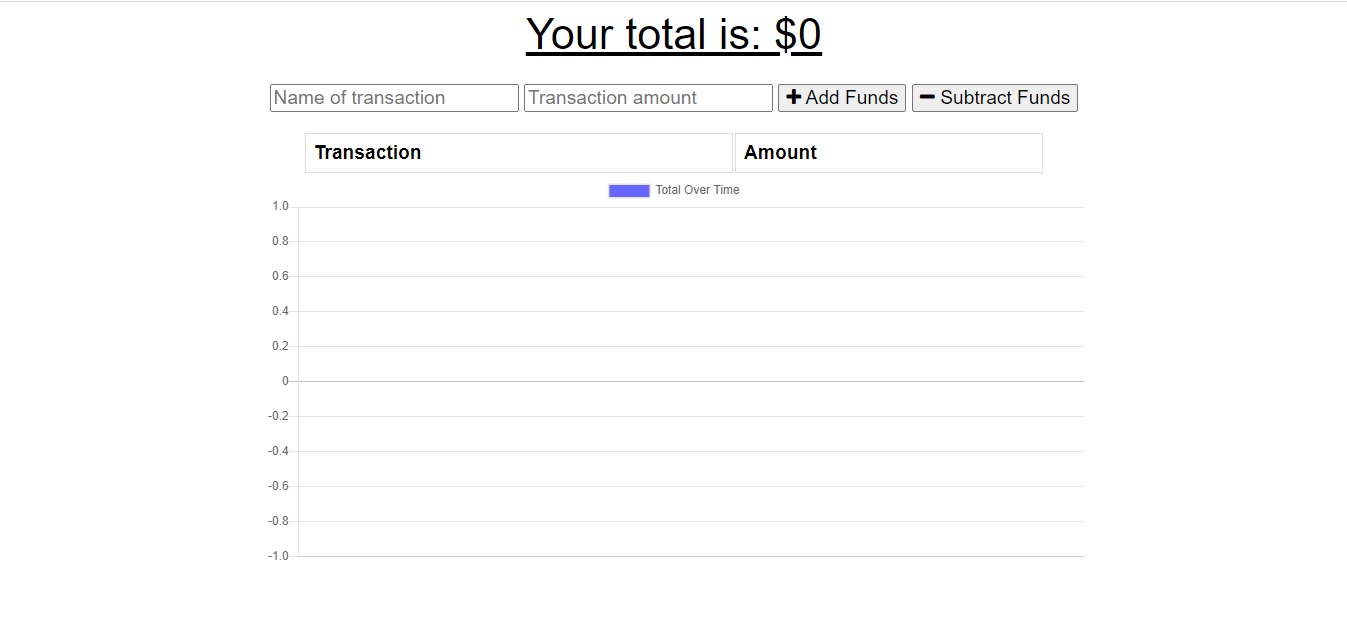 Your total is: $0
Name of transaction Transaction amount Add Funds Subtract Funds
Transaction Amount
Total Over Time
1.0
0.8
0.6
0.4
0.2
0
-0.2
-0.4
-0.6
-0.8
-1.0